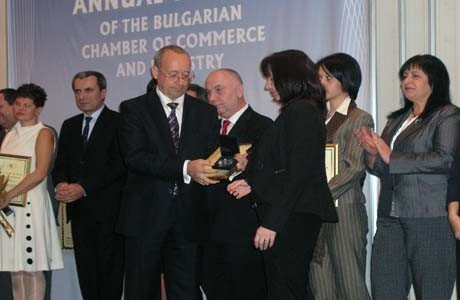 ANNUAL
OF THE BULGARIAN
CHAMBER OF COMMERCE
AND INDUSTRY